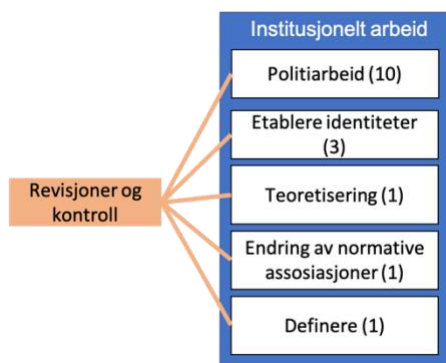 Institusjonelt arbeid
Politiarbeid (10)
Etablere identiteter
(3)
Revisjoner og
kontroll
Teoretisering (1)
Endring av normative
assosiasjoner (1)
Definere (1)